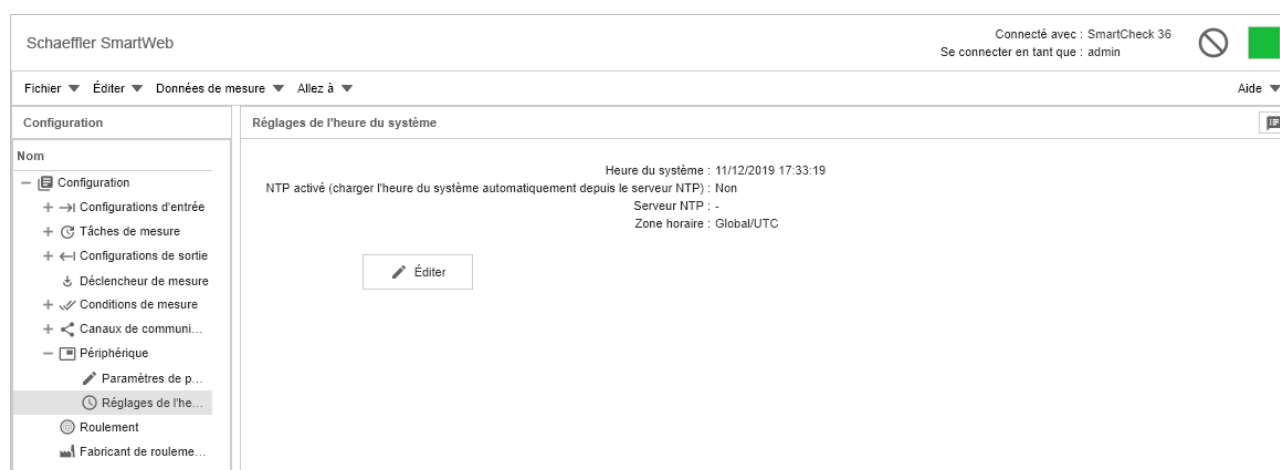 Schaeffler SmartWeb
Connecté avec : SmartCheck 36
Se connecter en tant que : admin
Fichier Éditer Données de mesure Allez à Aide
Configuration
Réglages de l'heure du système
Nom
Configuration
Configurations d'entrée
Tâches de mesure
Configurations de sortie
Déclencheur de mesure
Conditions de mesure
Canaux de communi...
Périphérique
Paramètres de p...
Réglages de l'he...
Roulement
Fabricant de rouleme...
Heure du système : 11/12/2019 17:33:19
NTP activé (charger l'heure du système automatiquement depuis le serveur NTP) : Non
Serveur NTP : -
Zone horaire : Global/UTC
Éditer